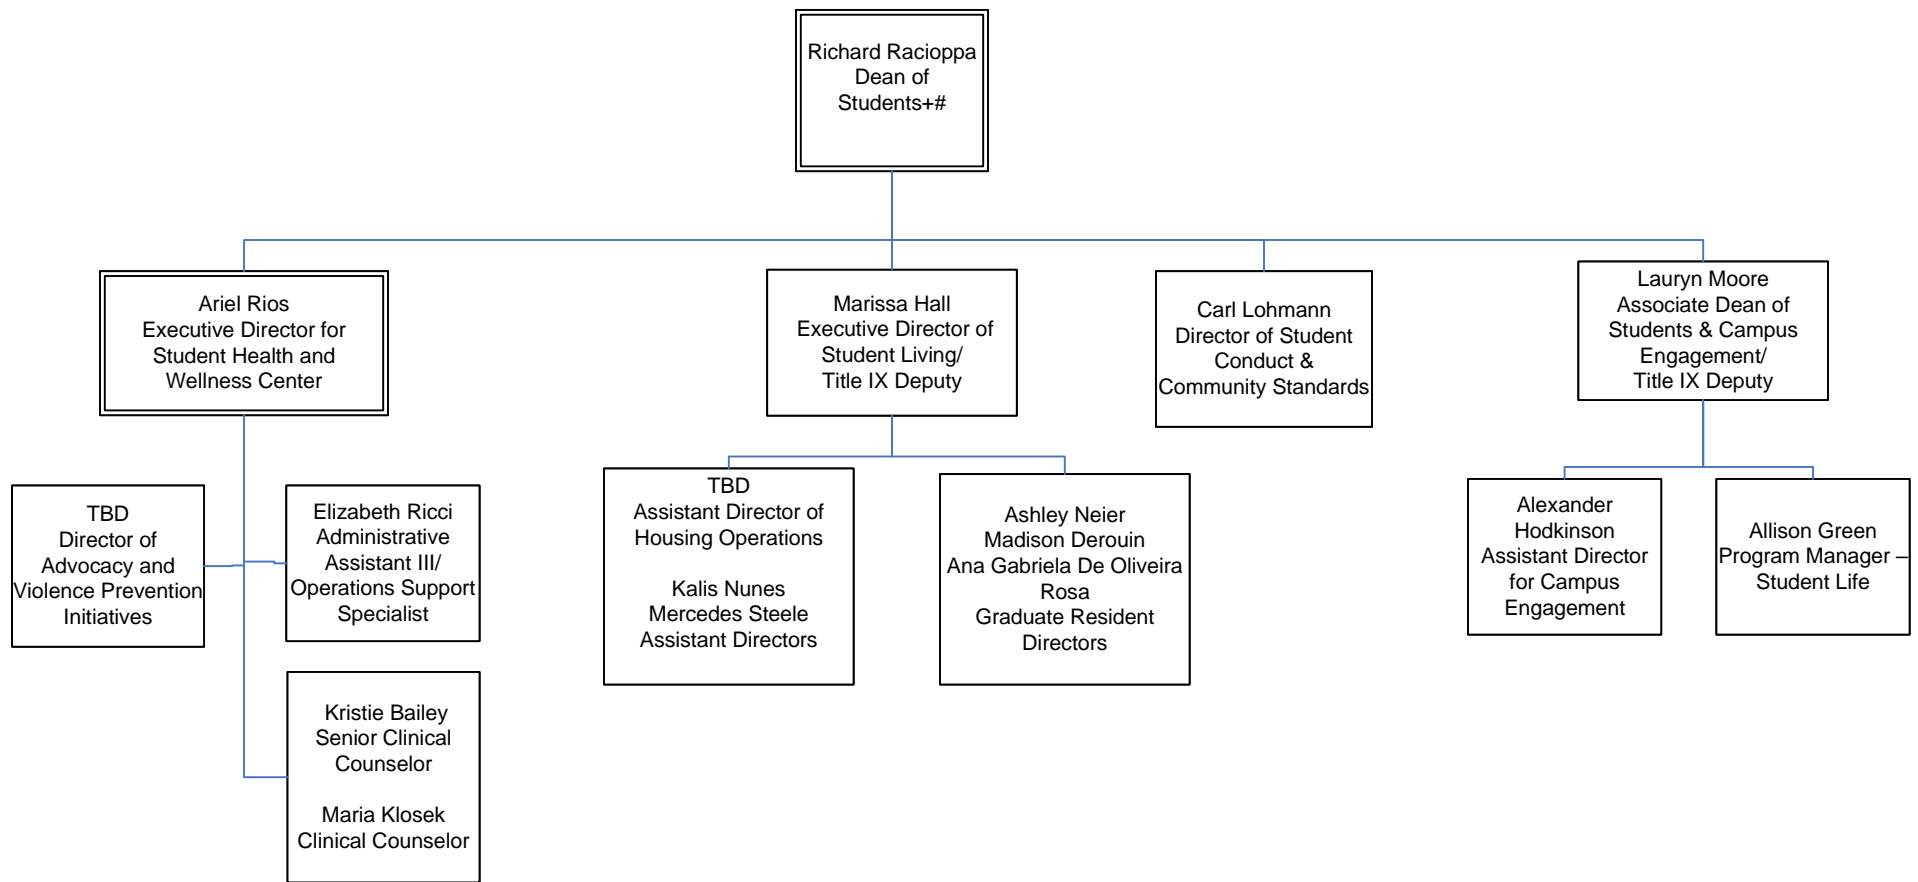 Richard Racioppa
Dean of
Students+#
Ariel Rios
Executive Director for
Student Health and
Wellness Center
Marissa Hall
Executive Director of
Student Living/
Title IX Deputy
Carl Lohmann
Director of Student
Conduct &
Community Standards
Lauryn Moore
Associate Dean of
Students & Campus
Engagement/
Title IX Deputy
TBD
Director of
Advocacy and
Violence Prevention
Initiatives
Elizabeth Ricci
Administrative
Assistant III/
Operations Support
Specialist
Kristie Bailey
Senior Clinical
Counselor
Maria Klosek
Clinical Counselor
TBD
Assistant Director of
Housing Operations
Kalis Nunes
Mercedes Steele
Assistant Directors
Ashley Neier
Madison Derouin
Ana Gabriela De Oliveira
Rosa
Graduate Resident
Directors
Alexander
Hodkinson
Assistant Director
for Campus
Engagement
Allison Green
Program Manager –
Student Life